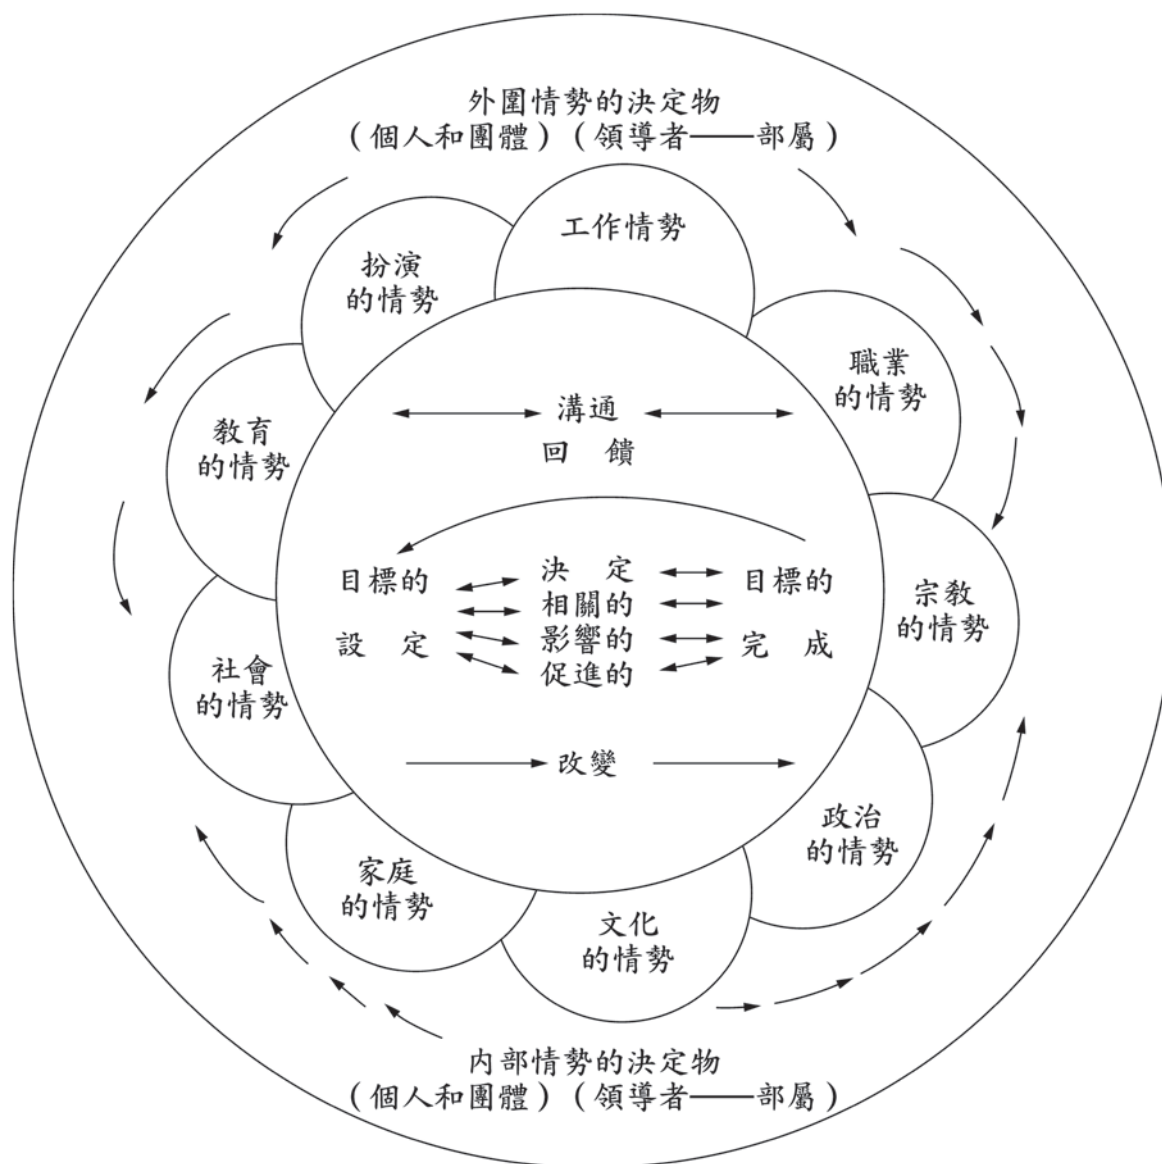 外圍情勢的決定物
(個人和團體)(領導者——部屬)
工作情勢
扮演
的情勢
職業
的情勢
教育
的情勢
溝通
回 饋
目標的
設 定
決 定
相關的
影響的
促進的
目標的
完 成
宗教
的情勢
社會
的情勢
改變
政治
的情勢
家庭
的情勢
文化
的情勢
內部情勢的決定物
(個人和團體)(領導者——部屬)